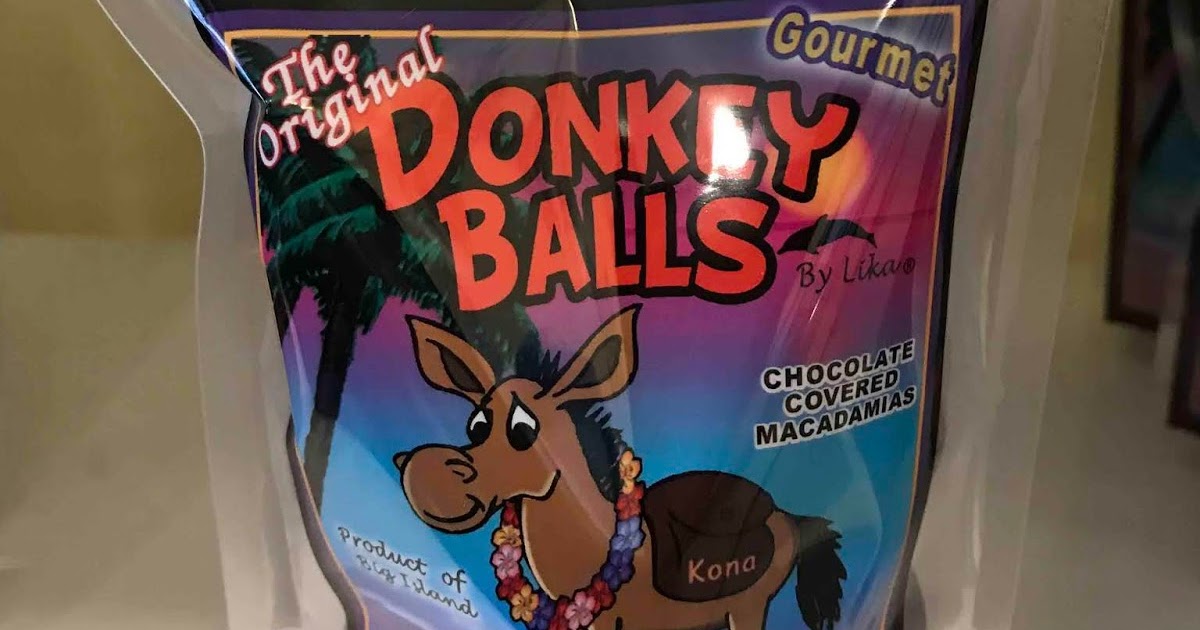 The
Original
Gourmet
DONKEY
BALLS
By Lika®
CHOCOLATE
COVERED
MACADAMIAS
Product of
Big Island
Kona